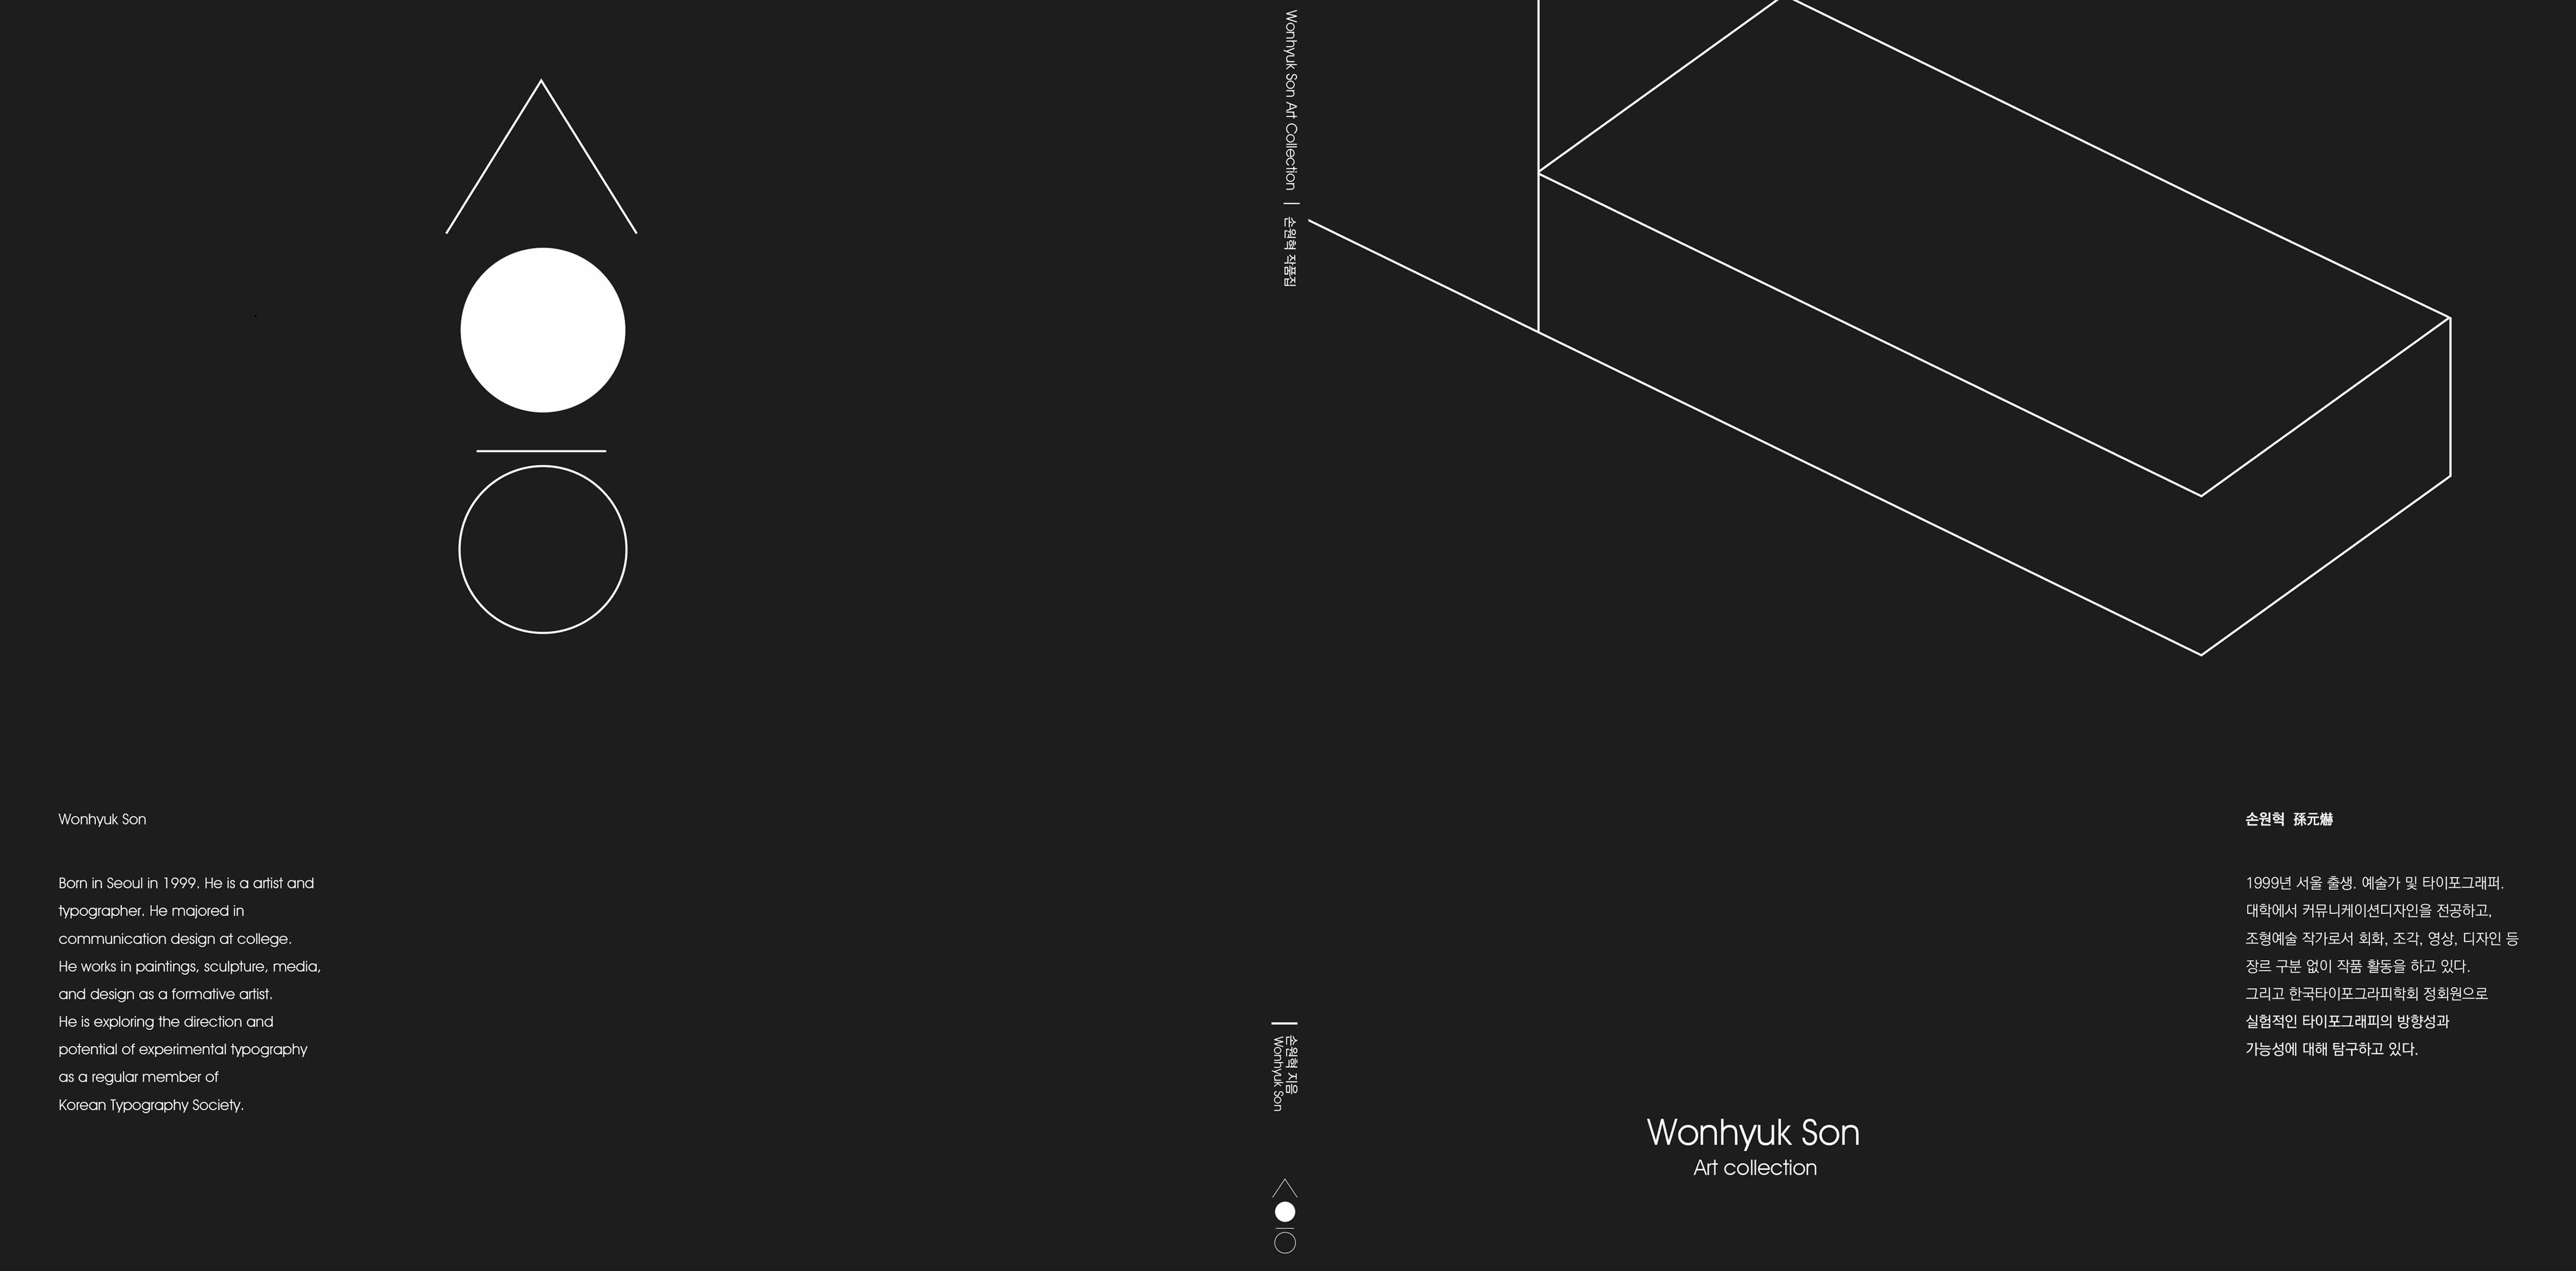 Wonhyuk Son
Born in Seoul in 1999. He is a artist and
typographer. He majored in
communication design at college.
He works in paintings, sculpture, media,
and design as a formative artist.
He is exploring the direction and
potential of experimental typography
as a regular member of
Korean Typography Society.
Wonhyuk Son Art Collection | 손원혁 작품집
손원혁 지음
Wonhyuk Son
Wonhyuk Son
Art collection
손원혁 孫元爀
1999년 서울 출생. 예술가 및 타이포그래퍼.
대학에서 커뮤니케이션디자인을 전공하고,
조형예술 작가로서 회화, 조각, 영상, 디자인 등
장르 구분 없이 작품 활동을 하고 있다.
그리고 한국타이포그라피학회 정회원으로
실험적인 타이포그래피의 방향성과
가능성에 대해 탐구하고 있다.